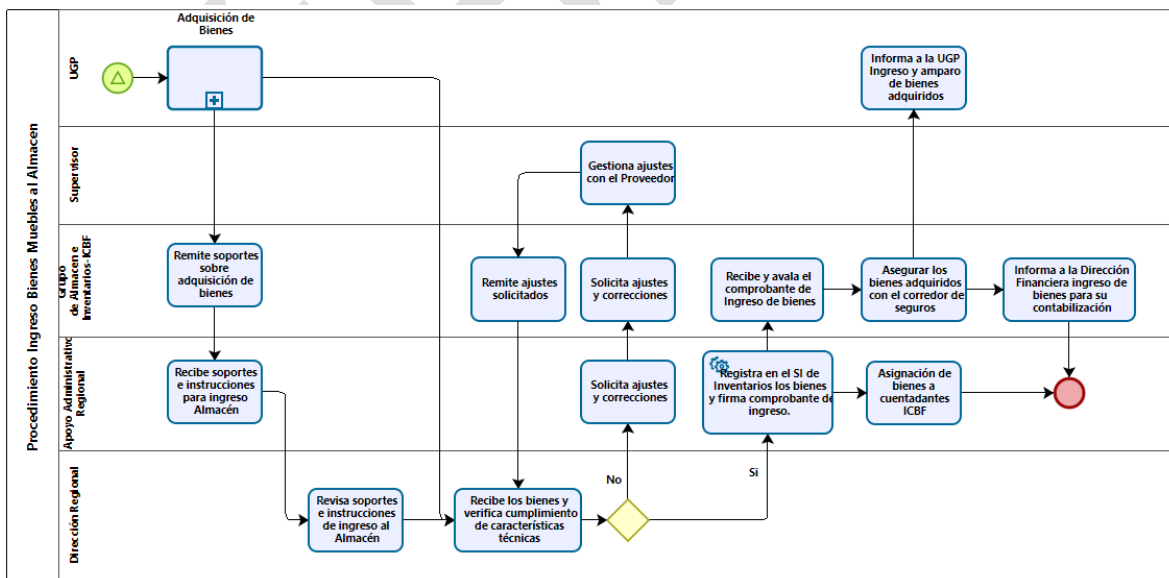 Procedimiento Ingreso Bienes Muebles al Almacen
UGP
Adquisición de
Bienes
Informa a la UGP
Ingreso y amparo
de bienes
adquiridos
Supervisor
Gestiona ajustes
con el Proveedor
Grupo
de Almacen e
Inventarios- ICBF
Remite soportes
sobre
adquisición de
bienes
Remite ajustes
solicitados
Solicita ajustes
y correcciones
Recibe y avala el
comprobante de
Ingreso de bienes
Asegurar los
bienes adquiridos
con el corredor de
seguros
Informa a la Dirección
Financiera ingreso de
bienes para su
contabilización
Apoyo Administrativo
Regional
Recibe soportes
e instrucciones
para ingreso
Almacén
Solicita ajustes
y correcciones
Registra en el SI de
Inventarios los bienes
y firma comprobante de
ingreso.
Asignación de
bienes a
cuentadantes
ICBF
Dirección Regional
Revisa soportes
e instrucciones
de ingreso al
Almacén
Recibe los bienes y
verifica cumplimiento
de características
técnicas
No
Si